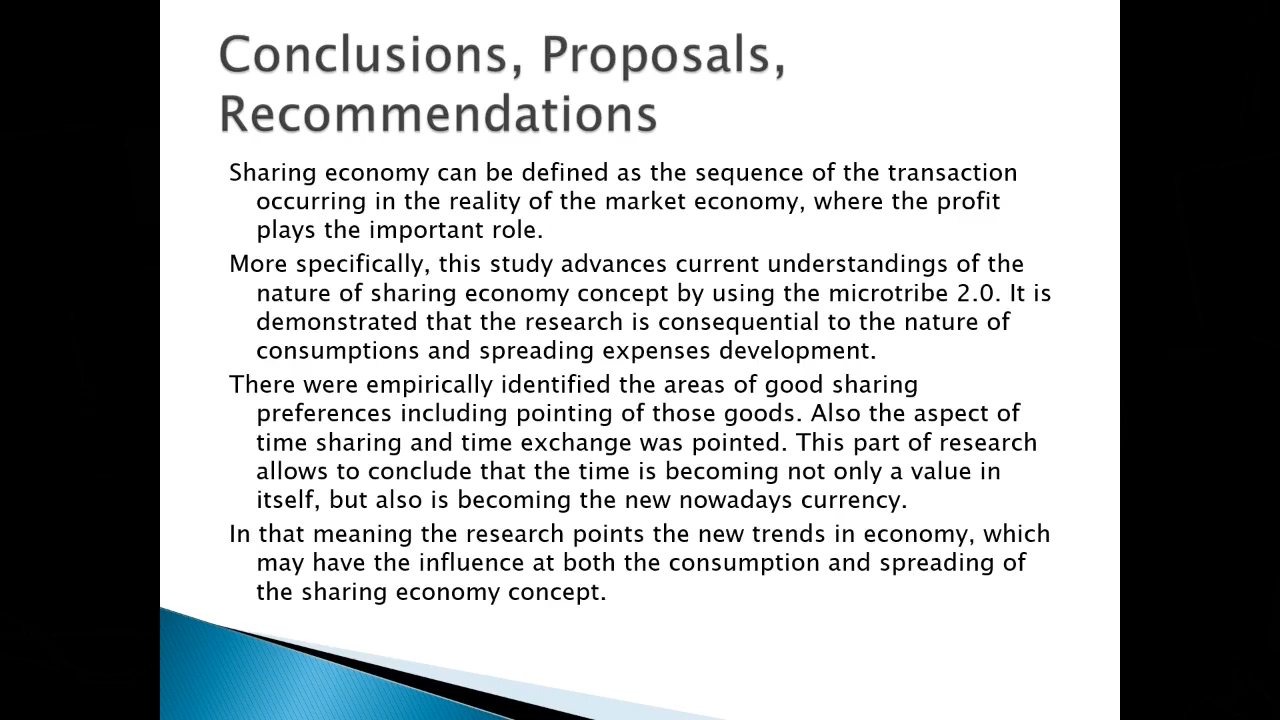 Conclusions, Proposals,
Recommendations
Sharing economy can be defined as the sequence of the transaction
occurring in the reality of the market economy, where the profit
plays the important role.
More specifically, this study advances current understandings of the
nature of sharing economy concept by using the microtribe 2.0. It is
demonstrated that the research is consequential to the nature of
consumptions and spreading expenses development.
There were empirically identified the areas of good sharing
preferences including pointing of those goods. Also the aspect of
time sharing and time exchange was pointed. This part of research
allows to conclude that the time is becoming not only a value in
itself, but also is becoming the new nowadays currency.
In that meaning the research points the new trends in economy, which
may have the influence at both the consumption and spreading of
the sharing economy concept.